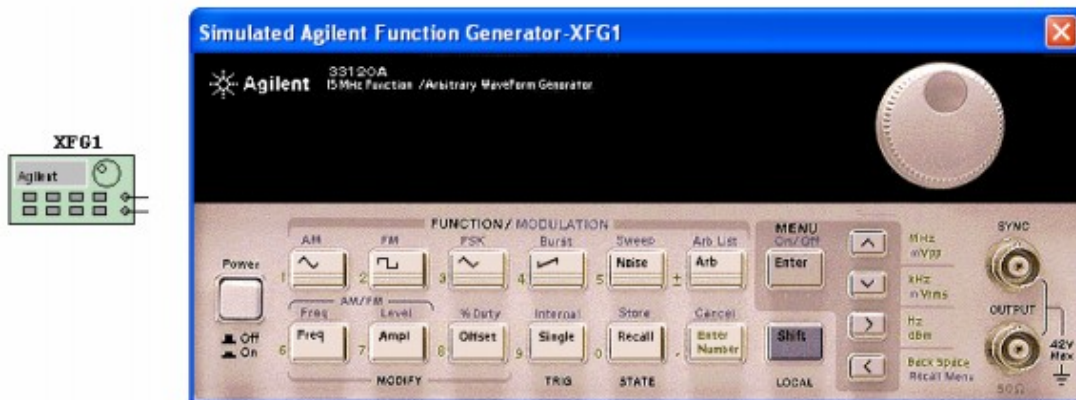 Simulated Agilent Function Generator-XFG1
Agilent
33120A
15 MHz Function / Arbitrary Waveform Generator
XFG1
Agilent
FUNCTION / MODULATION
AM FM FSK Burst Sweep Arb List
MENU
On/Off
1 2 3 4 5 Noise ± Arb Enter
Power
Off
On
AM/FM
Freq Level % Duty Internal Store Cancel
6 Freq 7 Ampl 8 Offset 9 Single 0 Recall . Enter Number Shift
MODIFY TRIG STATE LOCAL
MHz
mVpp
kHz
mVrms
Hz
dBm
Back Space
Recall Menu
SYNC
OUTPUT
42V
Max
50Ω